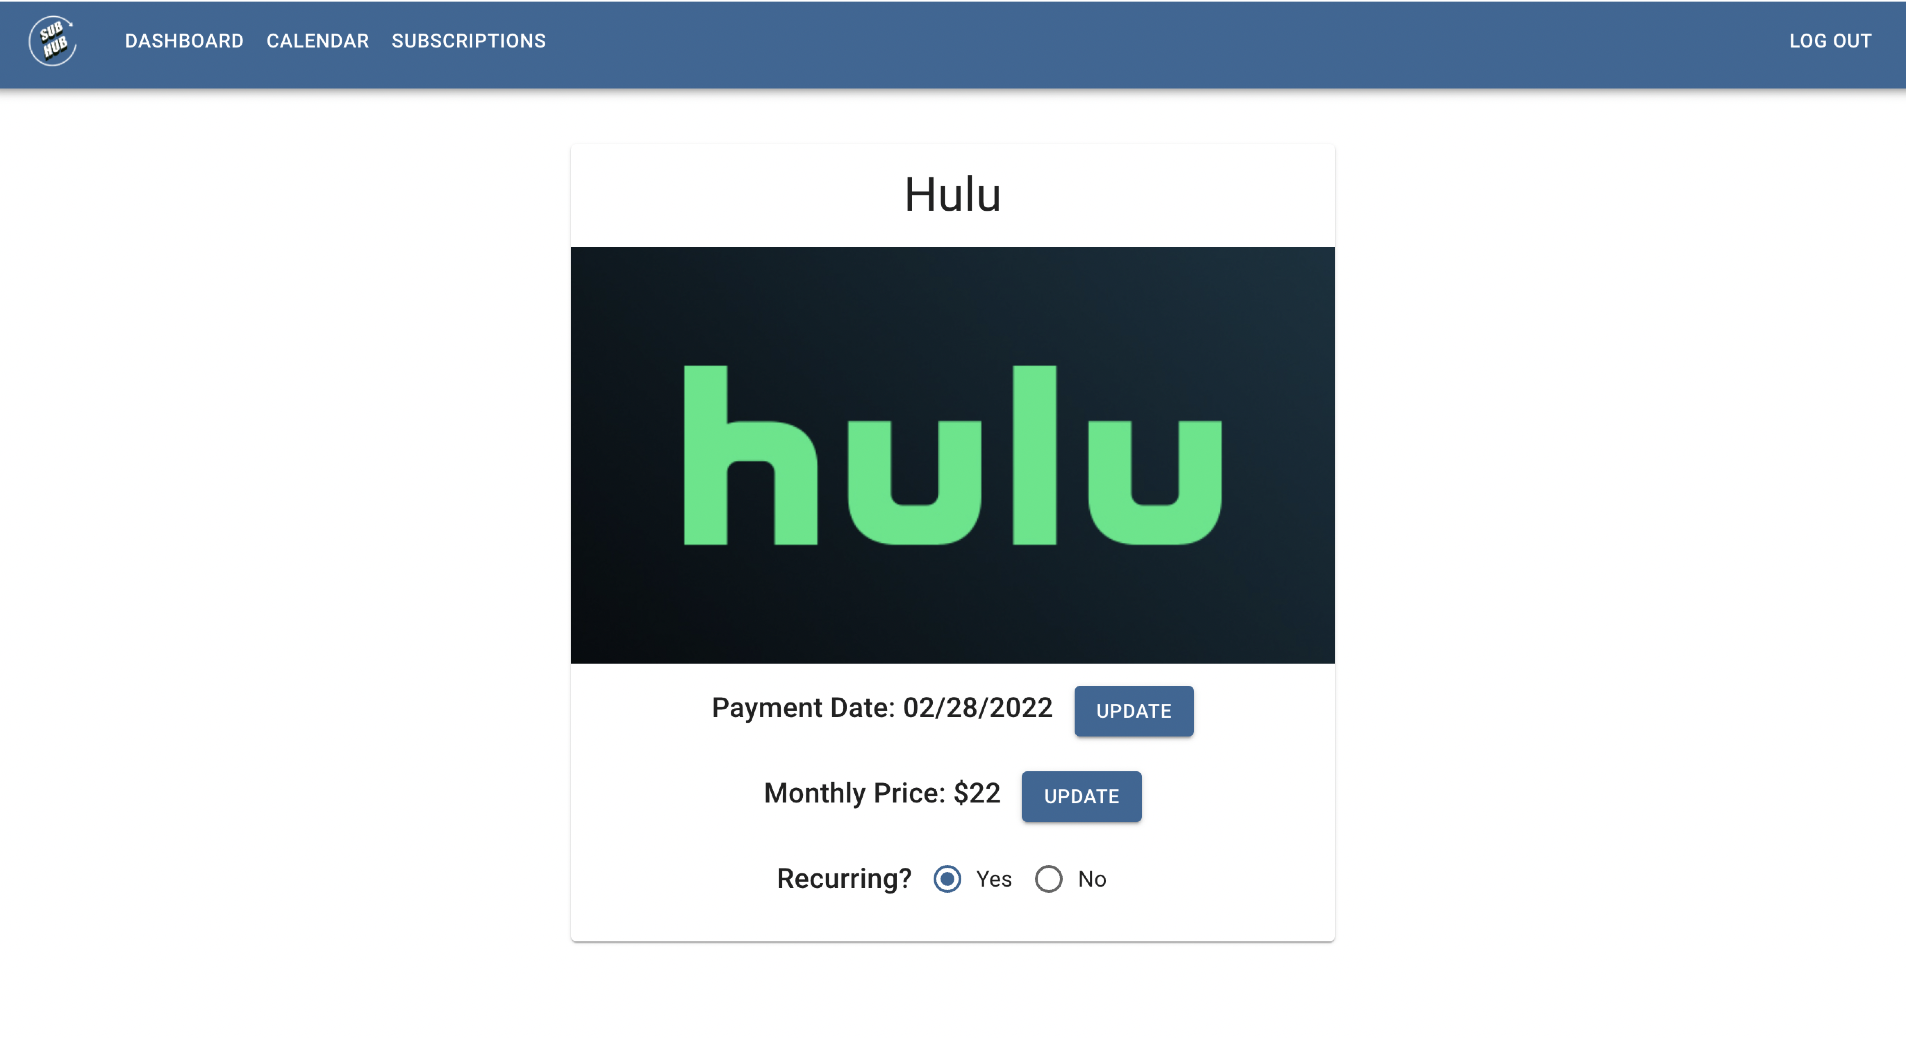 SUB
HUB
DASHBOARD CALENDAR SUBSCRIPTIONS LOG OUT
Hulu
hulu
Payment Date: 02/28/2022 UPDATE
Monthly Price: $22 UPDATE
Recurring? Yes No